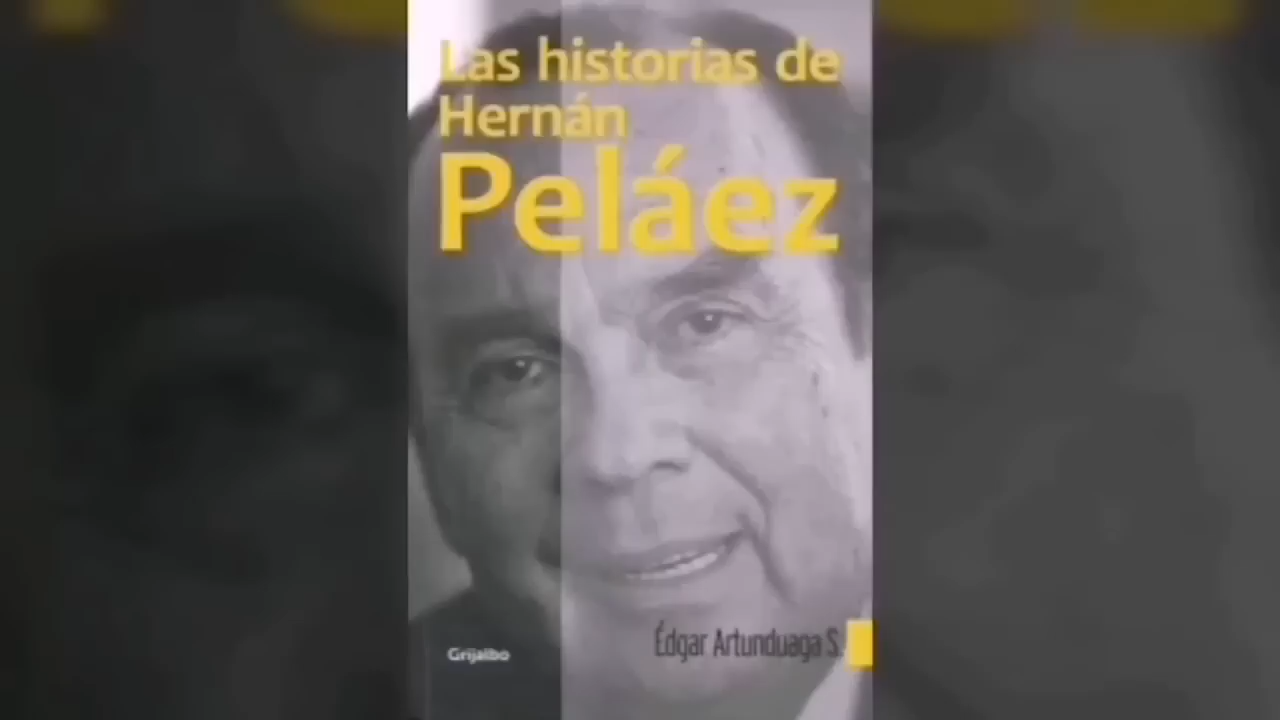 Las historias de
Hernán
Peláez
Édgar Artunduaga S.
Grijalbo